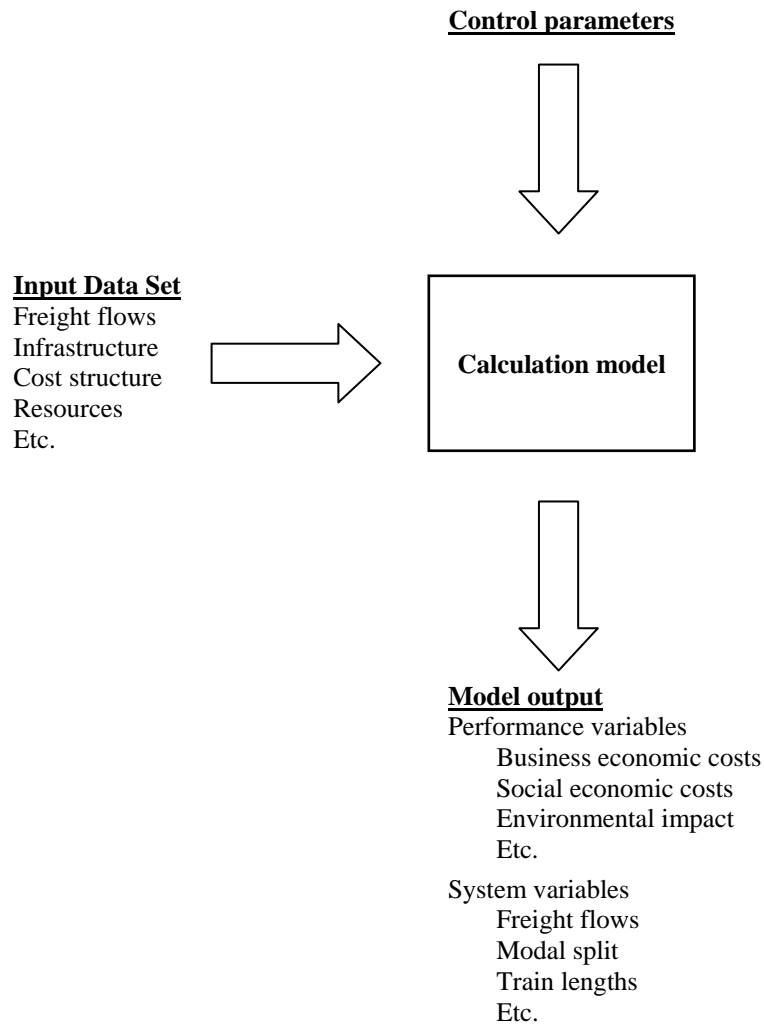 Control parameters
Input Data Set
Freight flows
Infrastructure
Cost structure
Resources
Etc.
Calculation model
Model output
Performance variables
Business economic costs
Social economic costs
Environmental impact
Etc.
System variables
Freight flows
Modal split
Train lengths
Etc.